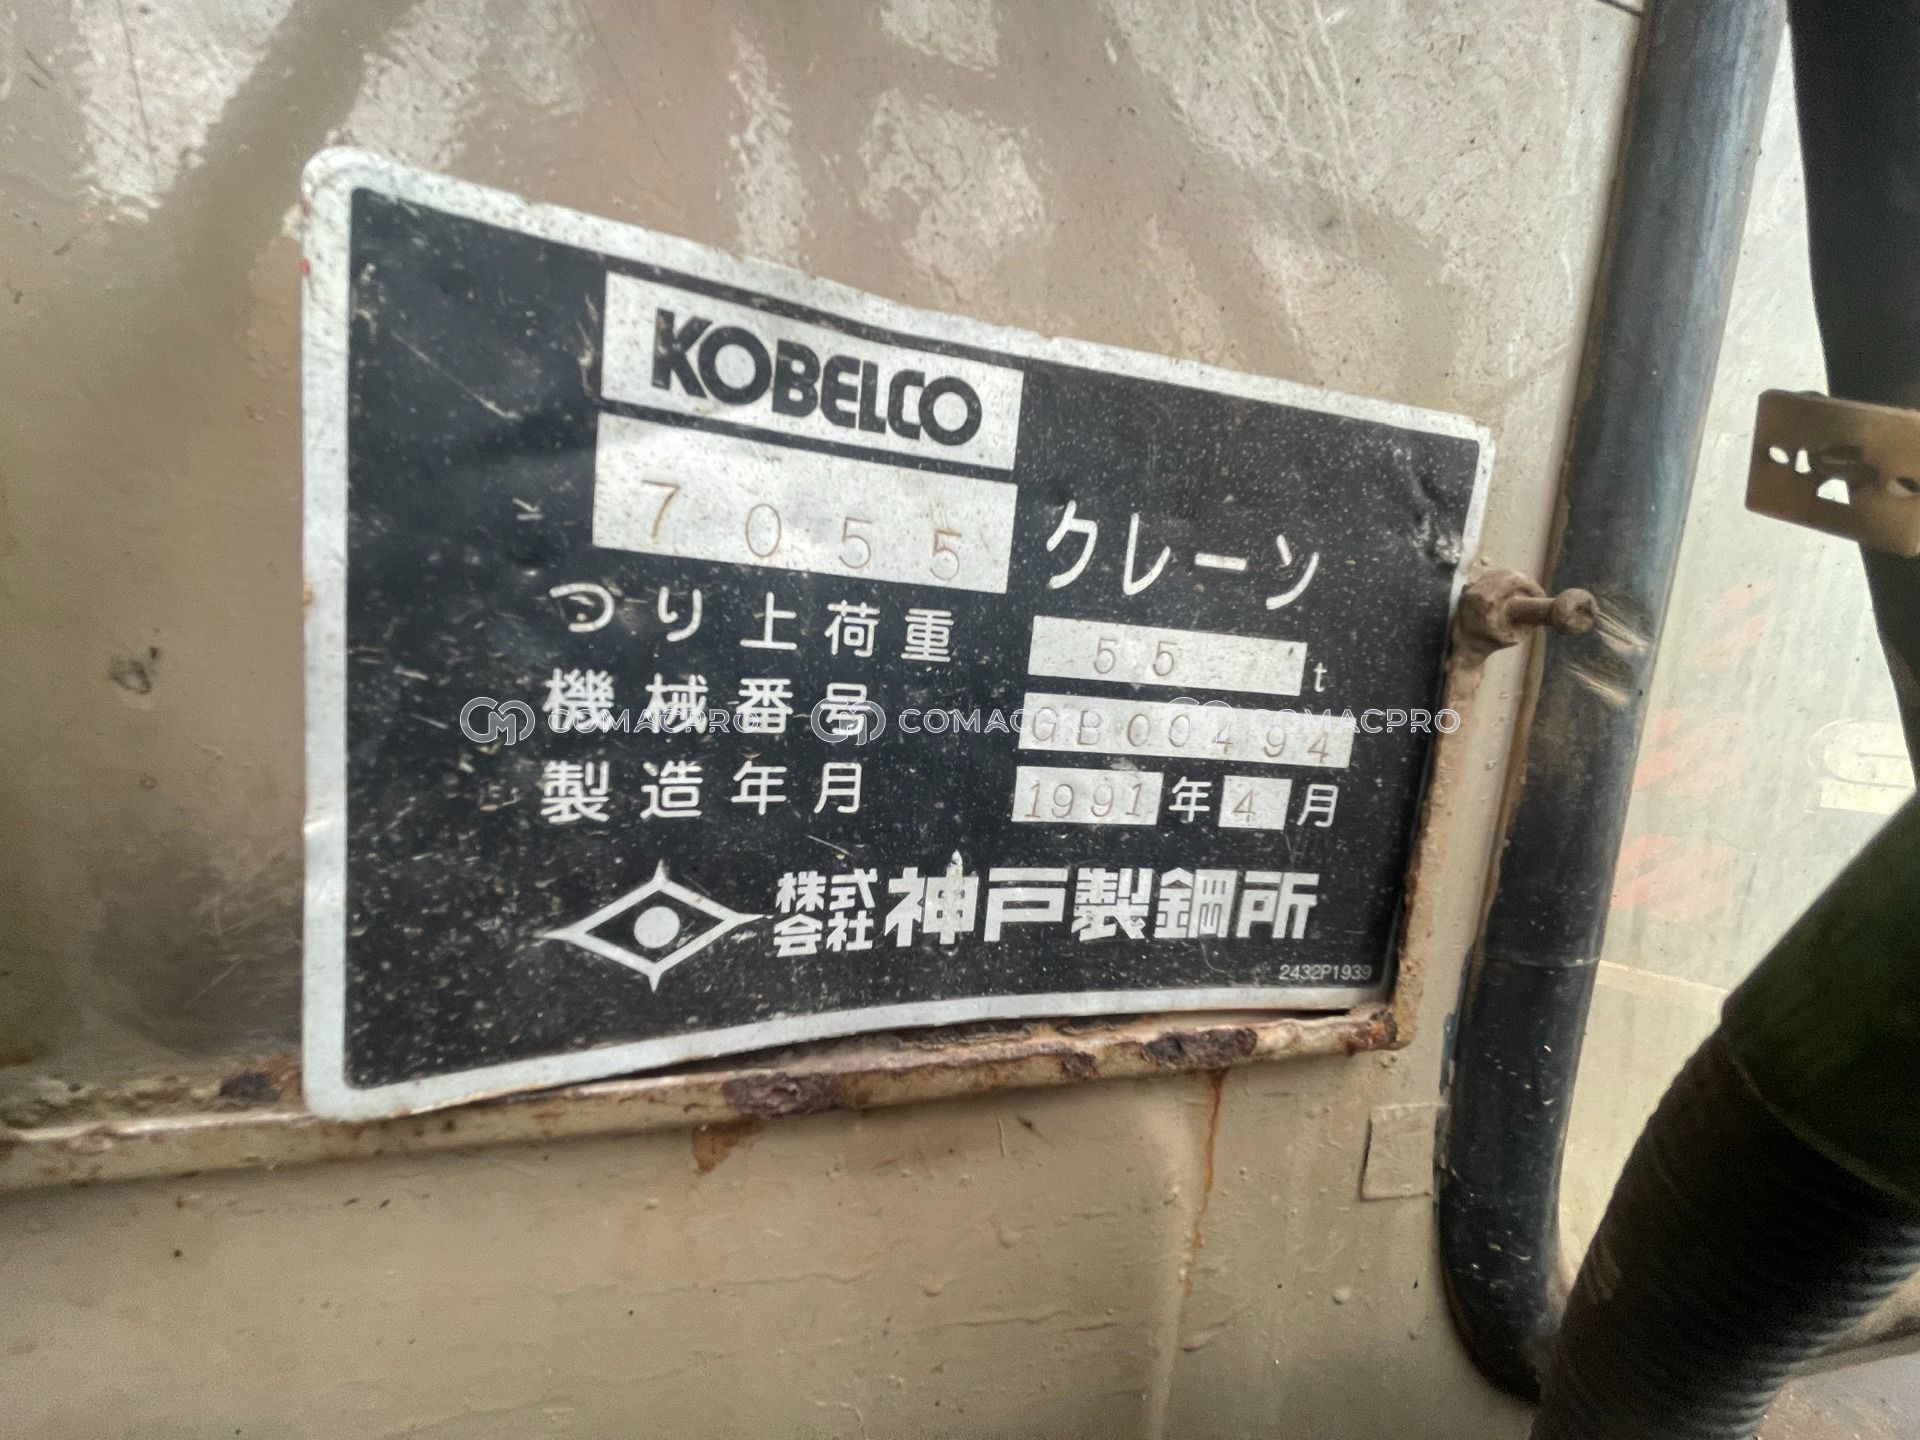 KOBELCO
7055 クレーン
つり上荷重 55 t
機械番号 GB00494
製造年月 1991年4月
株式会社 神戸製鋼所
2432P1939
COMACPRO COMACPRO COMACPRO